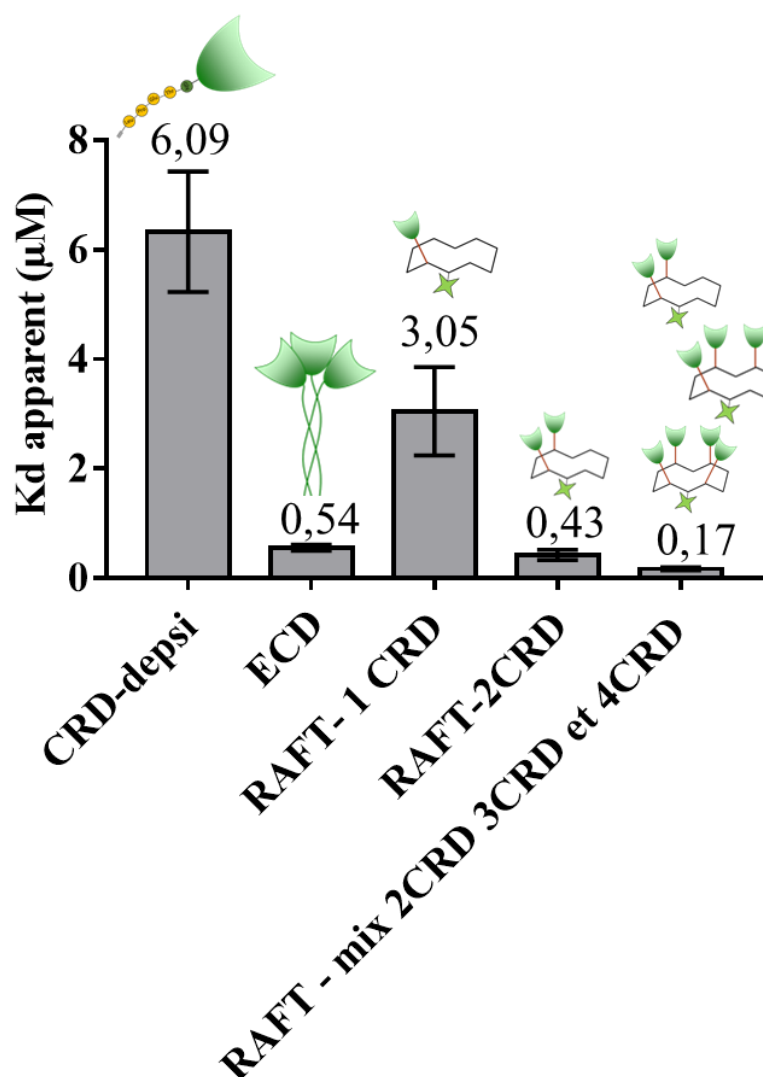 Kd apparent (µM)
8
6
4
2
0
6,09
0,54
3,05
0,43
0,17
CRD-depsi
ECD
RAFT- 1 CRD
RAFT-2CRD
RAFT - mix 2CRD 3CRD et 4CRD